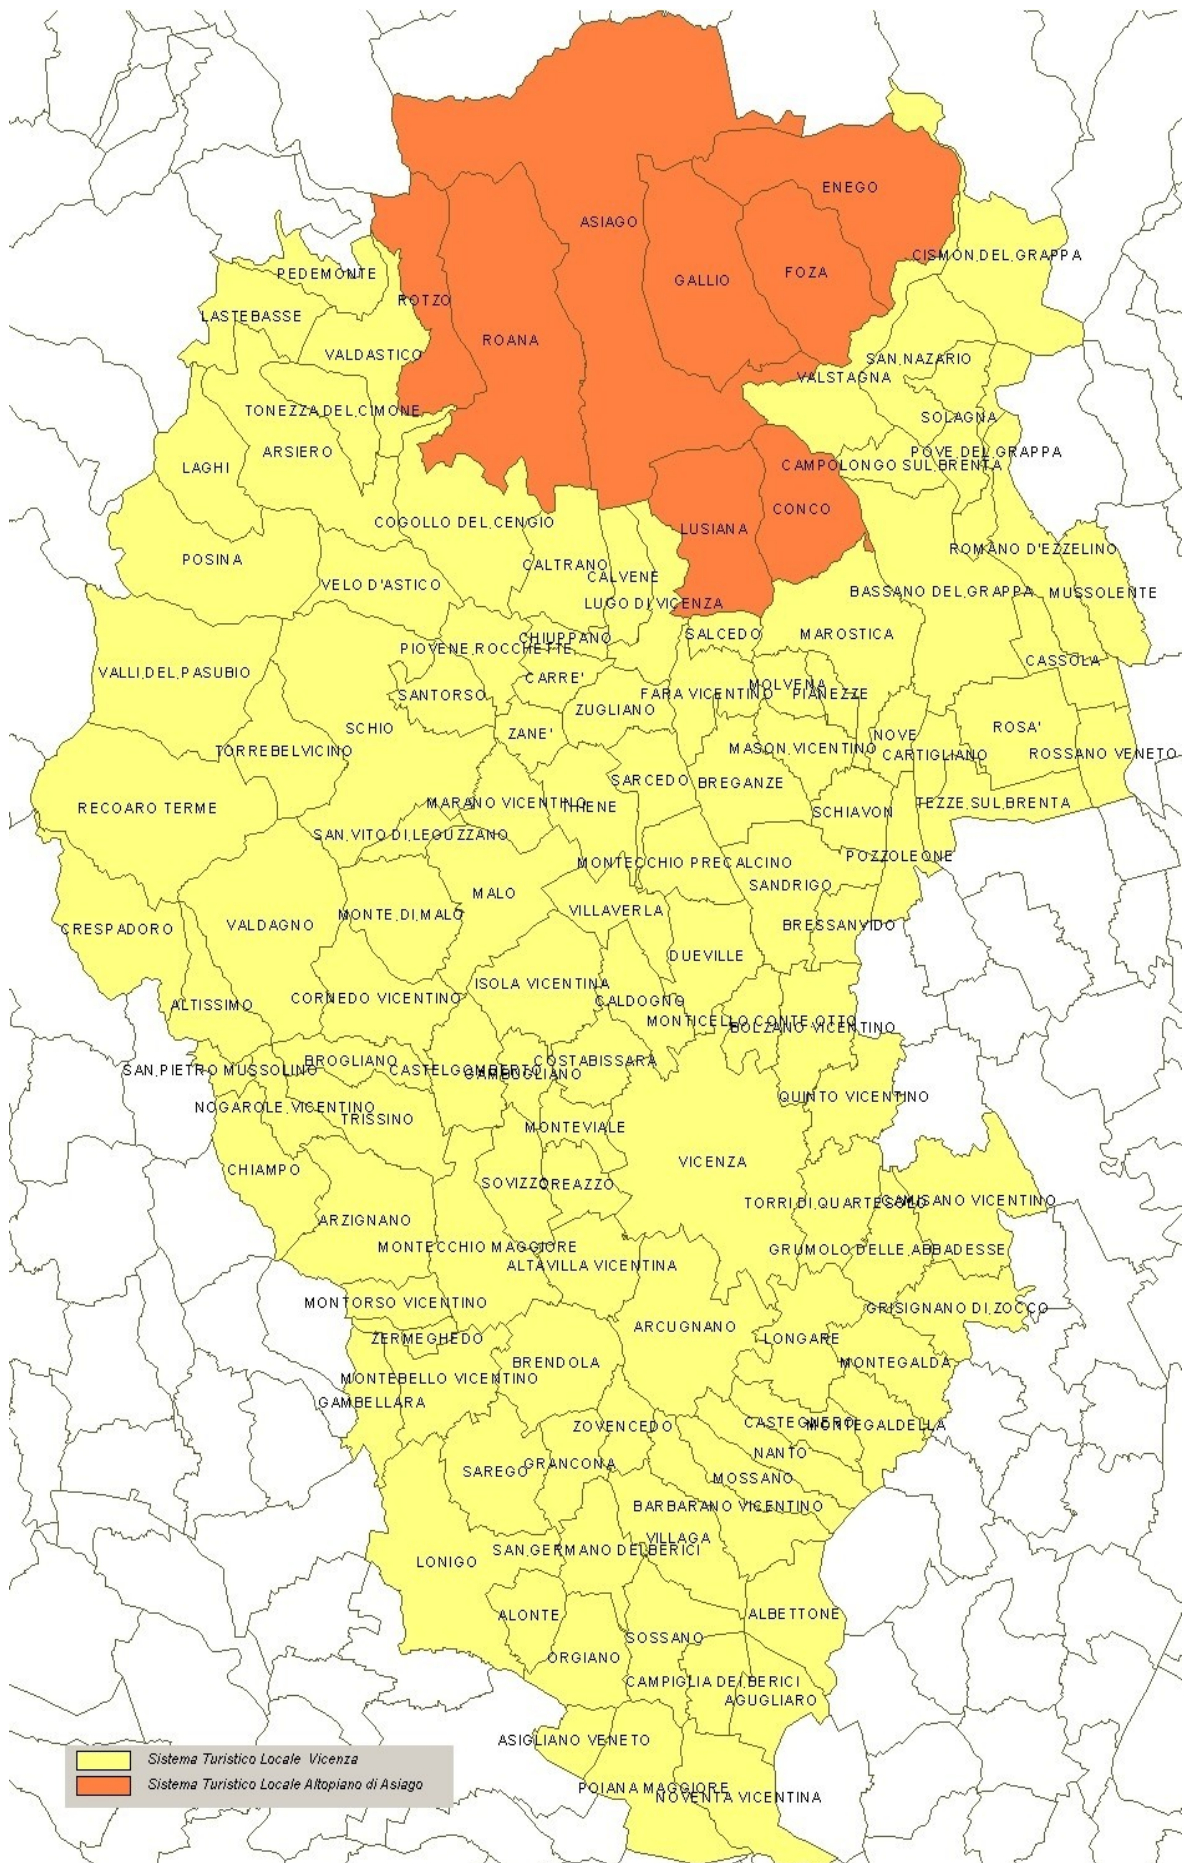 ENEGO
ASIAGO
CISMON.DEL.GRAPPA
PEDEMONTE
GALLIO
FOZA
ROTZO
LASTEBASSE
ROANA
VALDASTICO
SAN.NAZARIO
VALSTAGNA
TONEZZA.DEL.CIMONE
SOLAGNA
ARSIERO
POVE.DEL.GRAPPA
LAGHI
CAMPOLONGO SUL.BRENTA
CONCO
COGOLLO DEL.CENGIO
LUSIANA
ROMANO D'EZZELINO
POSINA
CALTRANO
VELO D'ASTICO
CALVENE
BASSANO DEL.GRAPPA
MUSSOLENTE
LUGO DI.VICENZA
SALCEDO
MAROSTICA
CHIUPPANO
PIOVENE.ROCCHETTE
CASSOLA
VALLI.DEL.PASUBIO
CARRE'
MOLVENA
SANTORSO
FARA VICENTINO
PIANEZZE
ZUGLIANO
SCHIO
ROSA'
ZANE'
NOVE
TORREBELVICINO
MASON.VICENTINO
CARTIGLIANO
ROSSANO VENETO
SARCEDO
BREGANZE
RECOARO TERME
MARANO VICENTINO
THIENE
TEZZE.SUL.BRENTA
SCHIAVON
SAN.VITO DI.LEGUZZANO
POZZOLEONE
MONTECCHIO PRECALCINO
SANDRIGO
MALO
VILLAVERLA
MONTE.DI.MALO
VALDAGNO
CRESPADORO
BRESSANVIDO
DUEVILLE
ISOLA VICENTINA
CORNEDO VICENTINO
CALDOGNO
ALTISSIMO
MONTICELLO CONTE.OTTO
BOLZANO VICENTINO
BROGLIANO
COSTABISSARA
SAN.PIETRO MUSSOLINO
CASTELGOMBERTO
GAMBUGLIANO
QUINTO VICENTINO
NOGAROLE.VICENTINO
TRISSINO
MONTEVIALE
VICENZA
CHIAMPO
SOVIZZO
CREAZZO
TORRI.DI.QUARTESOLO
CAMISANO VICENTINO
ARZIGNANO
MONTECCHIO MAGGIORE
GRUMOLO.DELLE.ABBADESSE
ALTAVILLA VICENTINA
MONTORSO VICENTINO
GRISIGNANO DI.ZOCCO
ARCUGNANO
ZERMEGHEDO
LONGARE
BRENDOLA
MONTEGALDA
MONTEBELLO VICENTINO
GAMBELLARA
CASTEGNERO
MONTEGALDELLA
ZOVENCEDO
NANTO
GRANCONA
SAREGO
MOSSANO
BARBARANO VICENTINO
VILLAGA
SAN.GERMANO DEI.BERICI
LONIGO
ALONTE
ALBETTONE
SOSSANO
ORGIANO
CAMPIGLIA DEI.BERICI
AGUGLIARO
ASIGLIANO VENETO
POIANA MAGGIORE
NOVENTA VICENTINA
Sistema Turistico Locale Vicenza
Sistema Turistico Locale Altopiano di Asiago